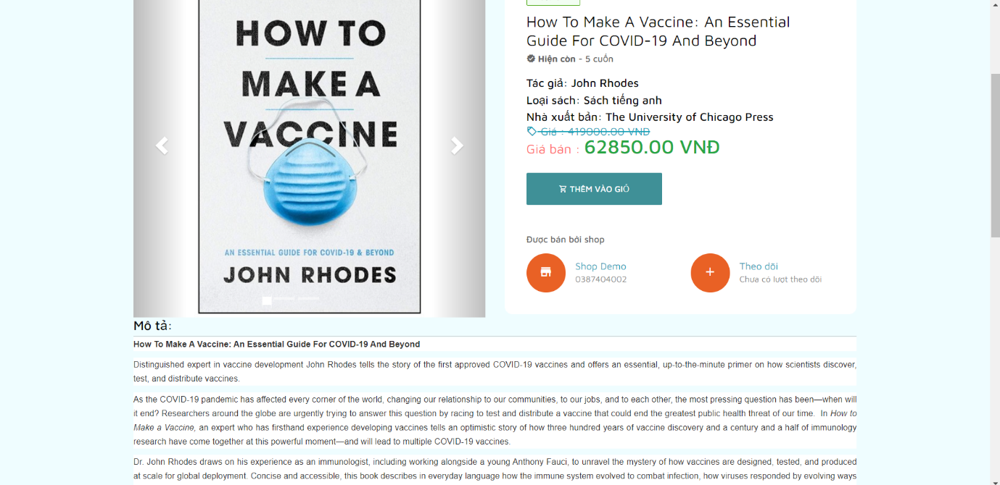 HOW TO
MAKE A
VACCINE
AN ESSENTIAL GUIDE FOR COVID-19 & BEYOND
JOHN RHODES
How To Make A Vaccine: An Essential
Guide For COVID-19 And Beyond
Hiện còn - 5 cuốn
Tác giả: John Rhodes
Loại sách: Sách tiếng anh
Nhà xuất bản: The University of Chicago Press
Giá : 419000.00 VNĐ
Giá bán : 62850.00 VNĐ
THÊM VÀO GIỎ
Được bán bởi shop
Shop Demo
0387404002
Theo dõi
Chưa có lượt theo dõi
Mô tả:
How To Make A Vaccine: An Essential Guide For COVID-19 And Beyond
Distinguished expert in vaccine development John Rhodes tells the story of the first approved COVID-19 vaccines and offers an essential, up-to-the-minute primer on how scientists discover,
test, and distribute vaccines.
As the COVID-19 pandemic has affected every corner of the world, changing our relationship to our communities, to our jobs, and to each other, the most pressing question has been—when will
it end? Researchers around the globe are urgently trying to answer this question by racing to test and distribute a vaccine that could end the greatest public health threat of our time. In How to
Make a Vaccine, an expert who has firsthand experience developing vaccines tells an optimistic story of how three hundred years of vaccine discovery and a century and a half of immunology
research have come together at this powerful moment—and will lead to multiple COVID-19 vaccines.
Dr. John Rhodes draws on his experience as an immunologist, including working alongside a young Anthony Fauci, to unravel the mystery of how vaccines are designed, tested, and produced
at scale for global deployment. Concise and accessible, this book describes in everyday language how the immune system evolved to combat infection, how viruses responded by evolving ways